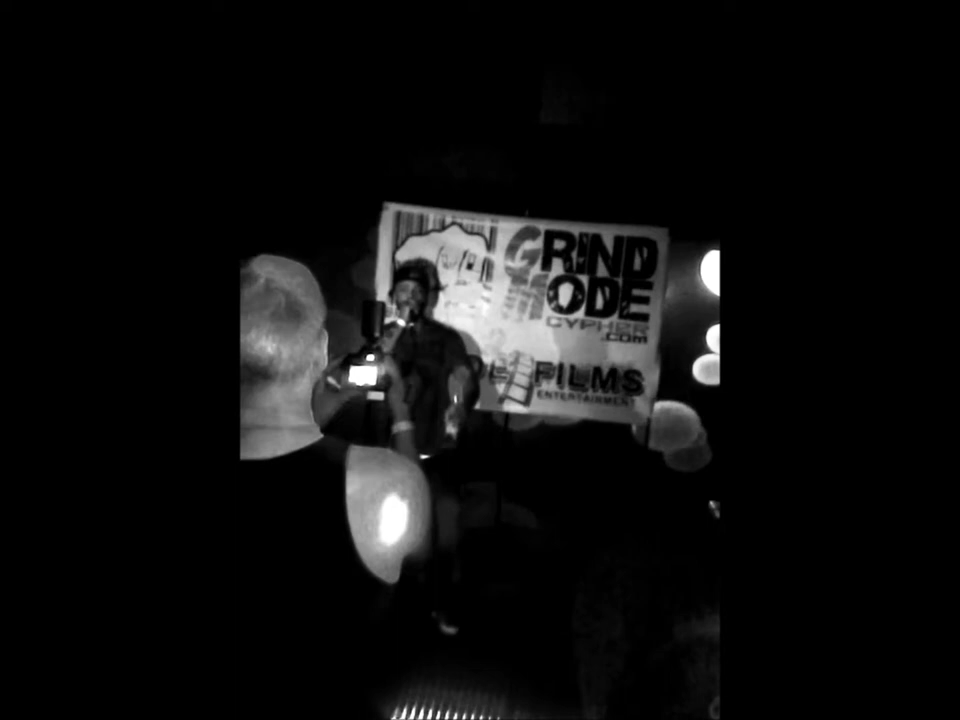 GRIND
MODE
CYPHER
.COM
FILMS
ENTERTAINMENT